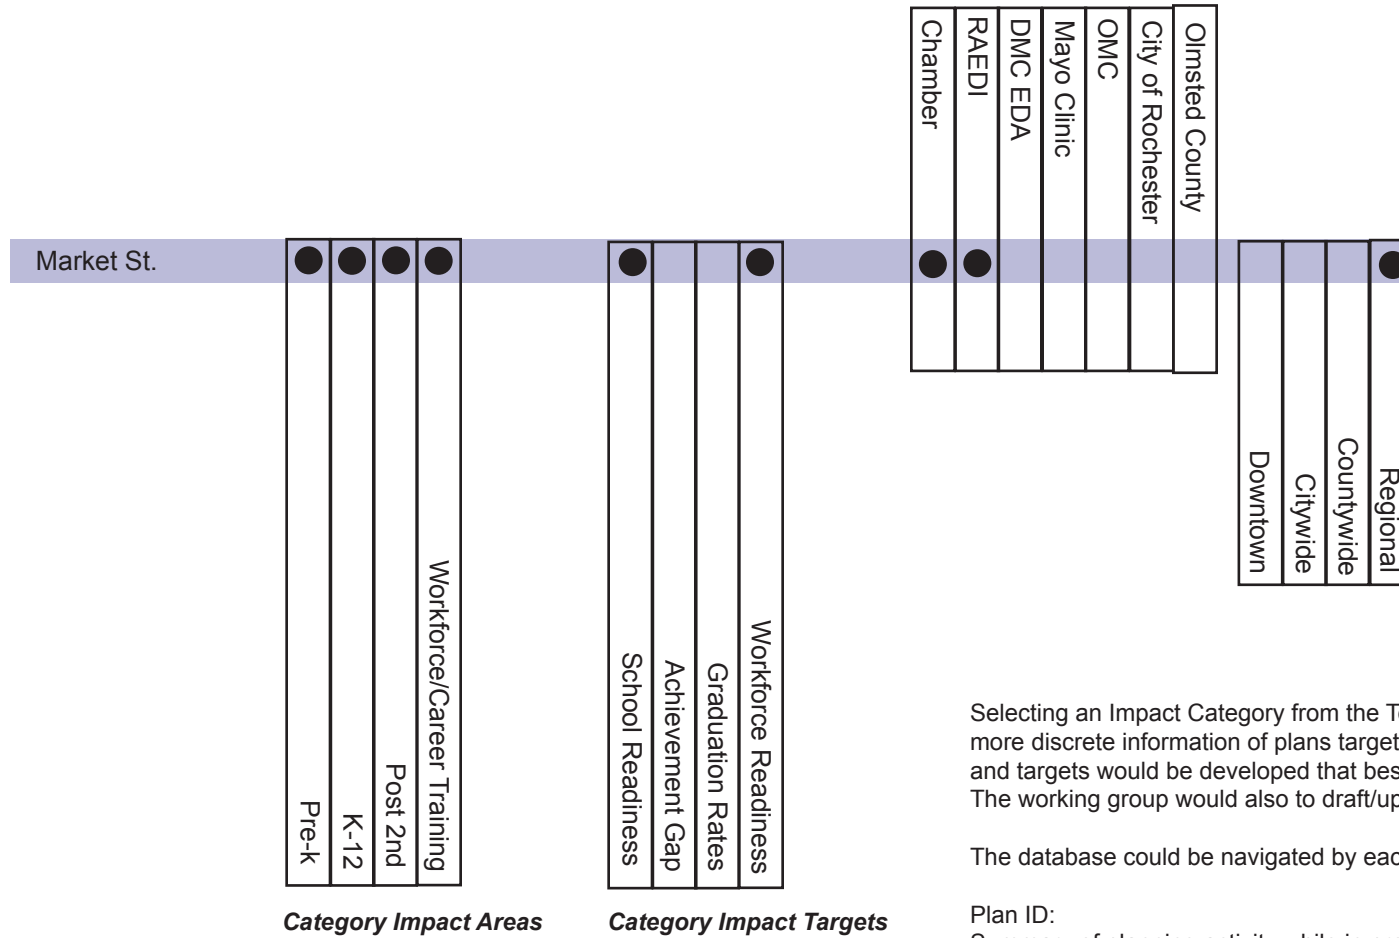 Chamber
RAEDI
DMC EDA
Mayo Clinic
OMC
City of Rochester
Olmsted County
Market St.
Downtown
Citywide
Countywide
Regional
Pre-k
K-12
Post 2nd
Workforce/Career Training
School Readiness
Achievement Gap
Graduation Rates
Workforce Readiness
Category Impact Areas
Category Impact Targets
Selecting an Impact Category from the
more discrete information of plans target
and targets would be developed that bes
The working group would also to draft/up
The database could be navigated by eac
Plan ID: